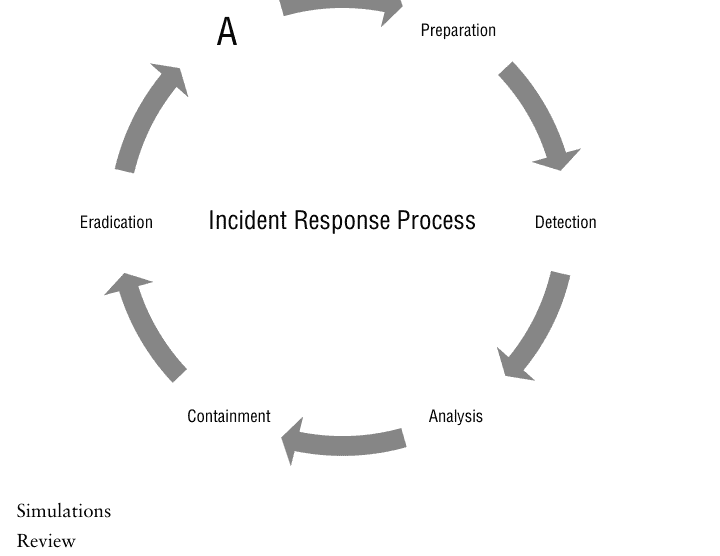 A
Preparation
Eradication
Incident Response Process
Detection
Containment
Analysis
Simulations
Review